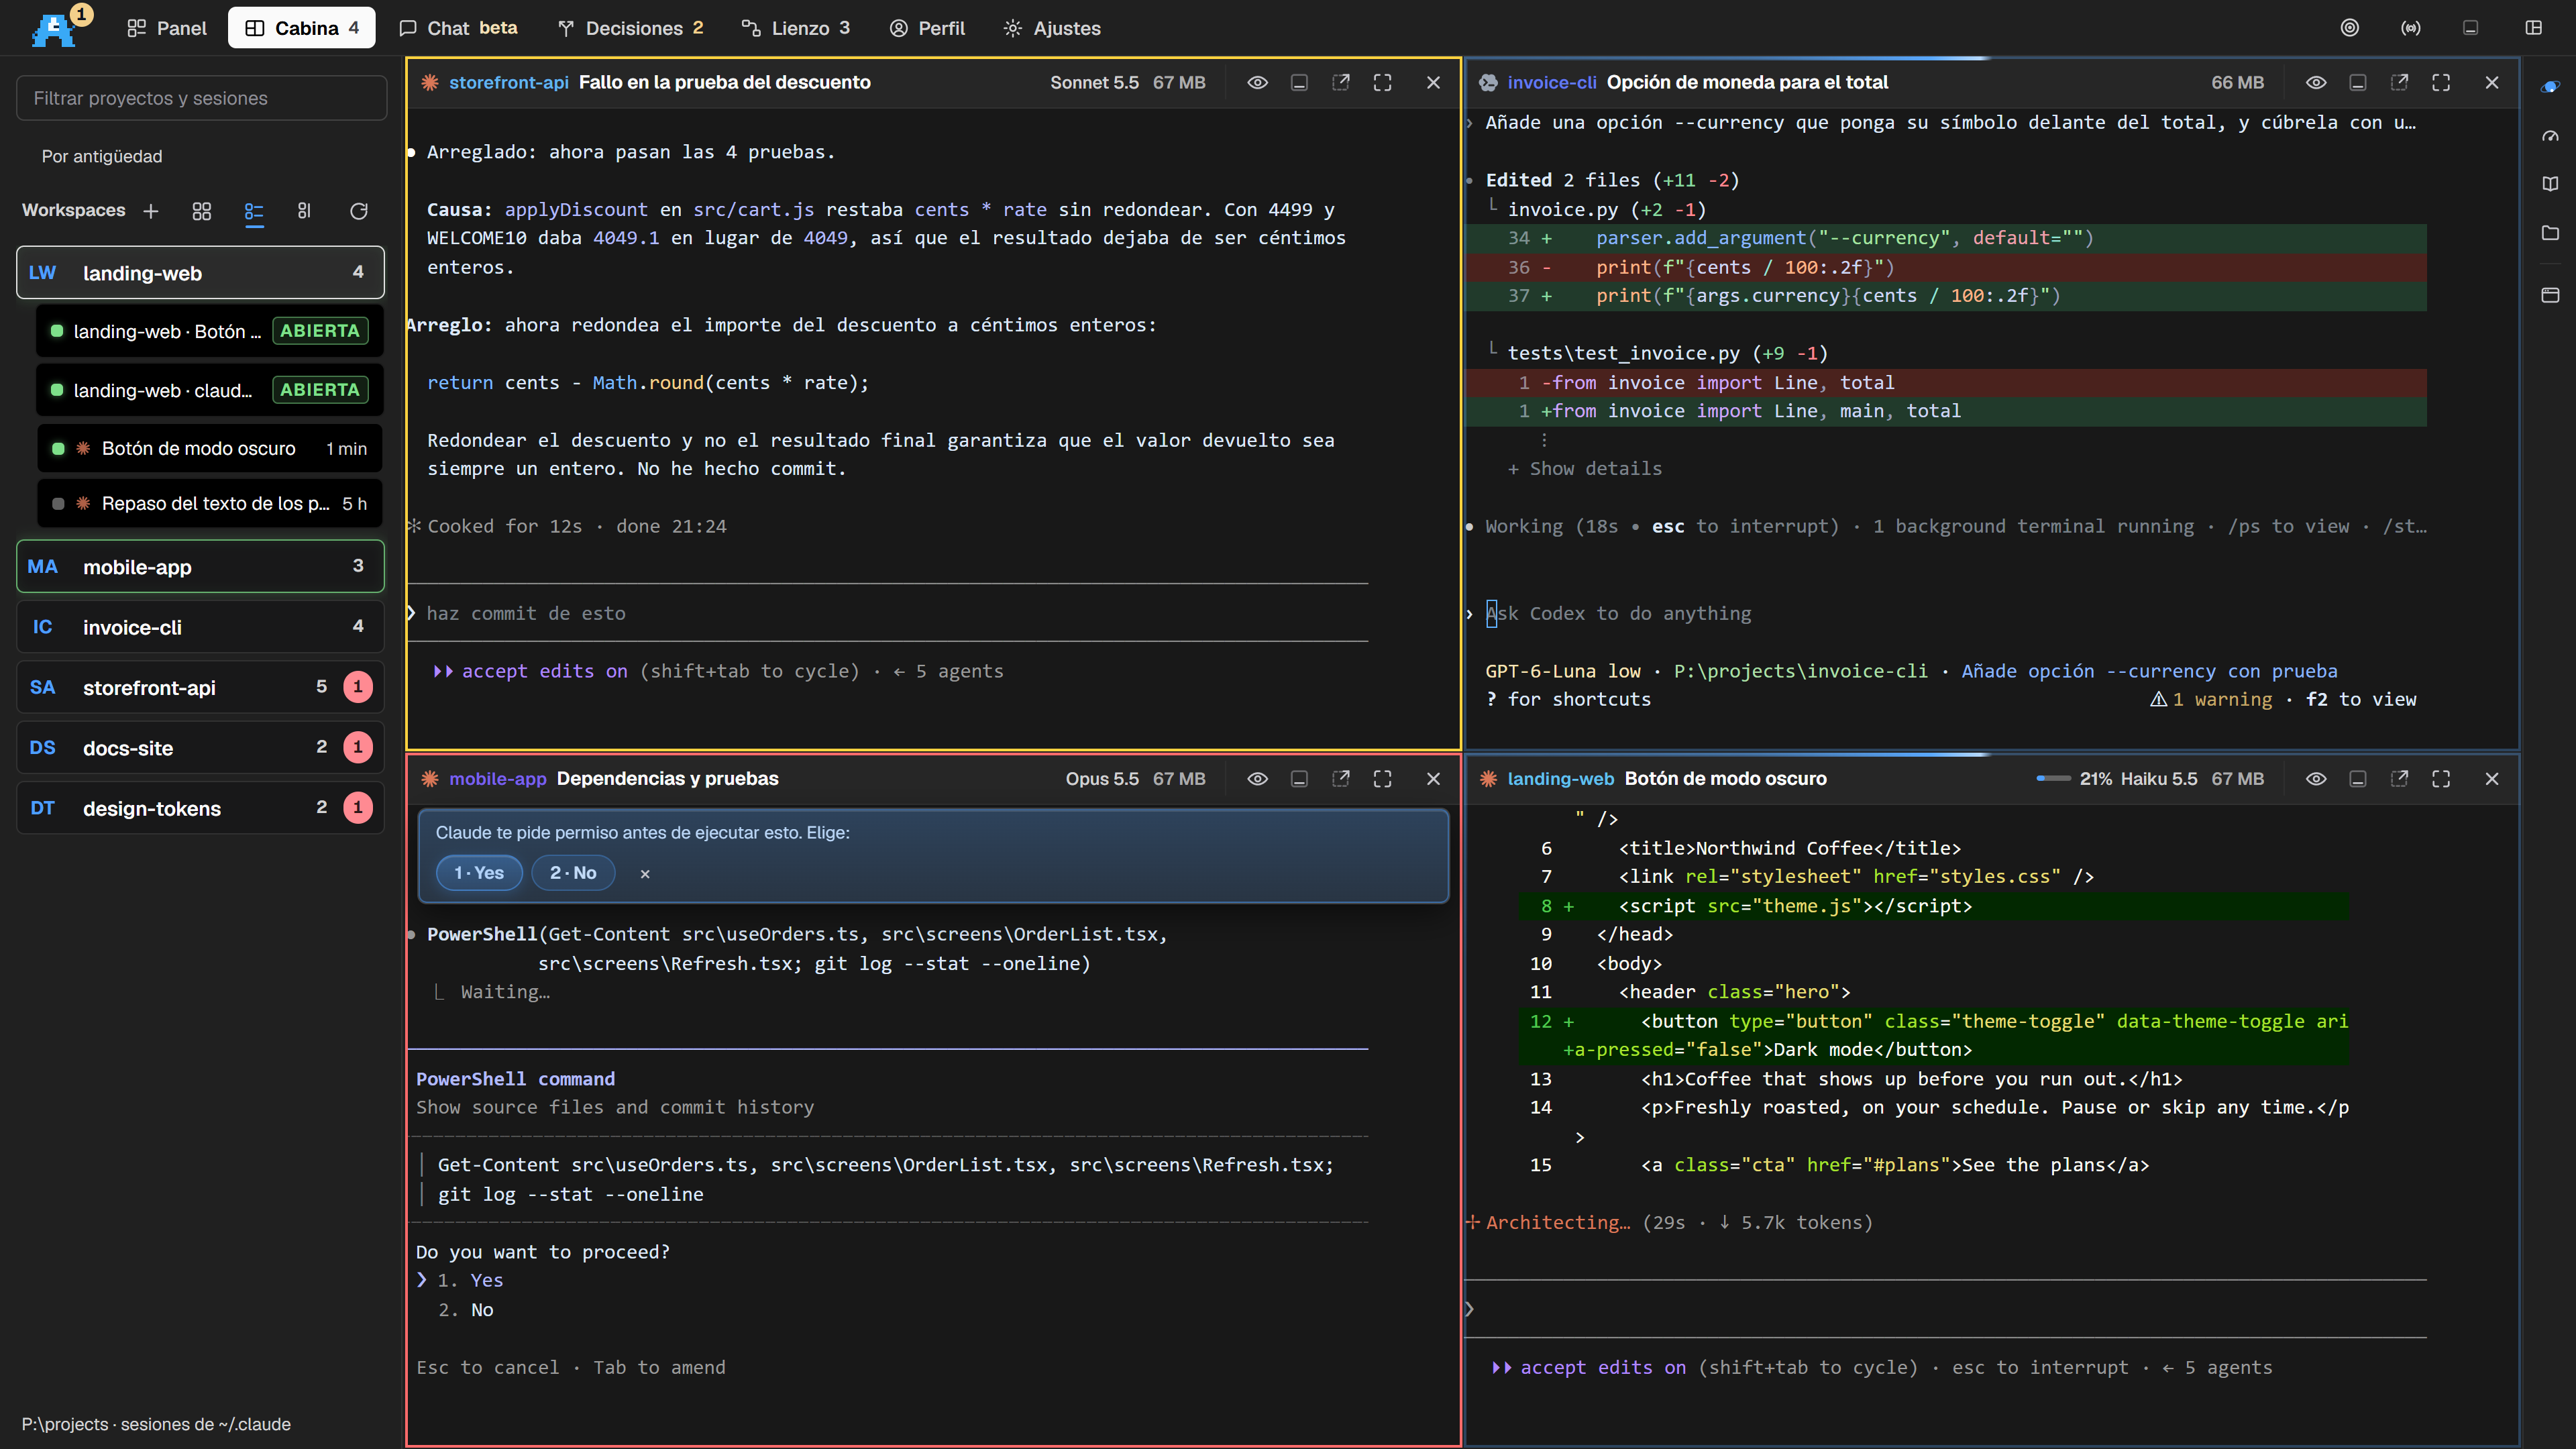 1
Panel
Cabina 4
Chat beta
Decisiones 2
Lienzo 3
Perfil
Ajustes
Filtrar proyectos y sesiones
Por antigüedad
Workspaces
LW landing-web 4
landing-web · Botón ... ABIERTA
landing-web · claud... ABIERTA
Botón de modo oscuro 1 min
Repaso del texto de los p... 5 h
MA mobile-app 3
IC invoice-cli 4
SA storefront-api 5 1
DS docs-site 2 1
DT design-tokens 2 1
P:\projects · sesiones de ~/.claude
storefront-api Fallo en la prueba del descuento Sonnet 5.5 67 MB
Arreglado: ahora pasan las 4 pruebas.
Causa: applyDiscount en src/cart.js restaba cents * rate sin redondear. Con 4499 y
WELCOME10 daba 4049.1 en lugar de 4049, así que el resultado dejaba de ser céntimos
enteros.
Arreglo: ahora redondea el importe del descuento a céntimos enteros:
return cents - Math.round(cents * rate);
Redondear el descuento y no el resultado final garantiza que el valor devuelto sea
siempre un entero. No he hecho commit.
✻ Cooked for 12s · done 21:24
❯ haz commit de esto
⏵⏵ accept edits on (shift+tab to cycle) · ← 5 agents
invoice-cli Opción de moneda para el total 66 MB
› Añade una opción --currency que ponga su símbolo delante del total, y cúbrela con u…
• Edited 2 files (+11 -2)
└ invoice.py (+2 -1)
34 + parser.add_argument("--currency", default="")
36 - print(f"{cents / 100:.2f}")
37 + print(f"{args.currency}{cents / 100:.2f}")
└ tests\test_invoice.py (+9 -1)
1 -from invoice import Line, total
1 +from invoice import Line, main, total
⋮
+ Show details
• Working (18s • esc to interrupt) · 1 background terminal running · /ps to view · /st…
› Ask Codex to do anything
GPT-6-Luna low · P:\projects\invoice-cli · Añade opción --currency con prueba
? for shortcuts ⚠ 1 warning · f2 to view
mobile-app Dependencias y pruebas Opus 5.5 67 MB
Claude te pide permiso antes de ejecutar esto. Elige:
1 · Yes 2 · No ×
PowerShell(Get-Content src\useOrders.ts, src\screens\OrderList.tsx,
src\screens\Refresh.tsx; git log --stat --oneline)
Waiting…
PowerShell command
Show source files and commit history
Get-Content src\useOrders.ts, src\screens\OrderList.tsx, src\screens\Refresh.tsx;
git log --stat --oneline
Do you want to proceed?
❯ 1. Yes
2. No
Esc to cancel · Tab to amend
landing-web Botón de modo oscuro 21% Haiku 5.5 67 MB
" />
6 <title>Northwind Coffee</title>
7 <link rel="stylesheet" href="styles.css" />
8 + <script src="theme.js"></script>
9 </head>
10 <body>
11 <header class="hero">
12 + <button type="button" class="theme-toggle" data-theme-toggle ari
+a-pressed="false">Dark mode</button>
13 <h1>Coffee that shows up before you run out.</h1>
14 <p>Freshly roasted, on your schedule. Pause or skip any time.</p
>
15 <a class="cta" href="#plans">See the plans</a>
Architecting… (29s · ↓ 5.7k tokens)
❯
⏵⏵ accept edits on (shift+tab to cycle) · esc to interrupt · ← 5 agents